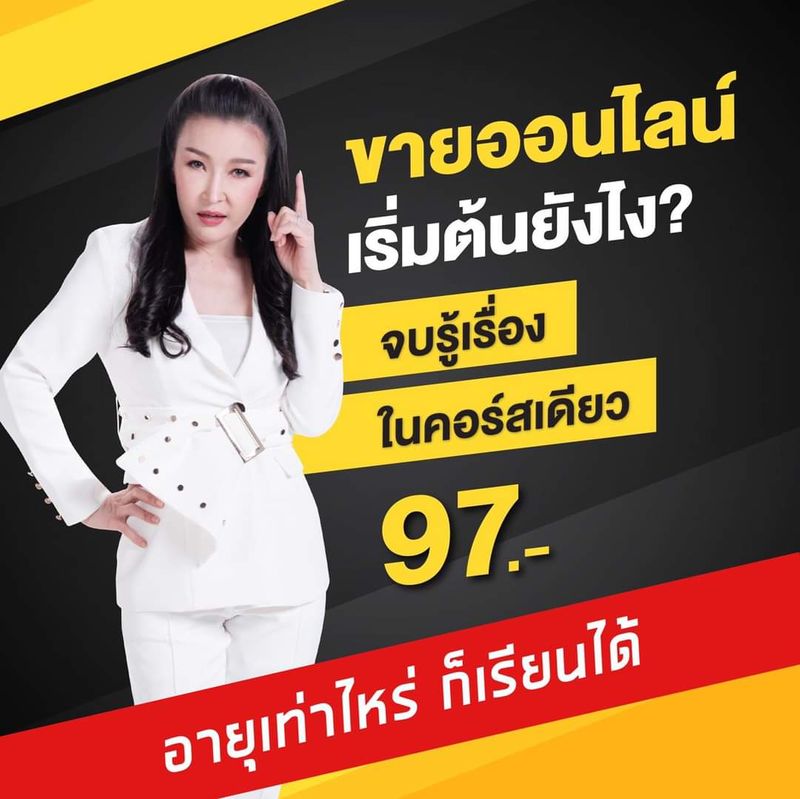 ขายออนไลน์
เริ่มต้นยังไง?
จบรู้เรื่อง
ในคอร์สเดียว
97.-
อายุเท่าไหร่ ก็เรียนได้